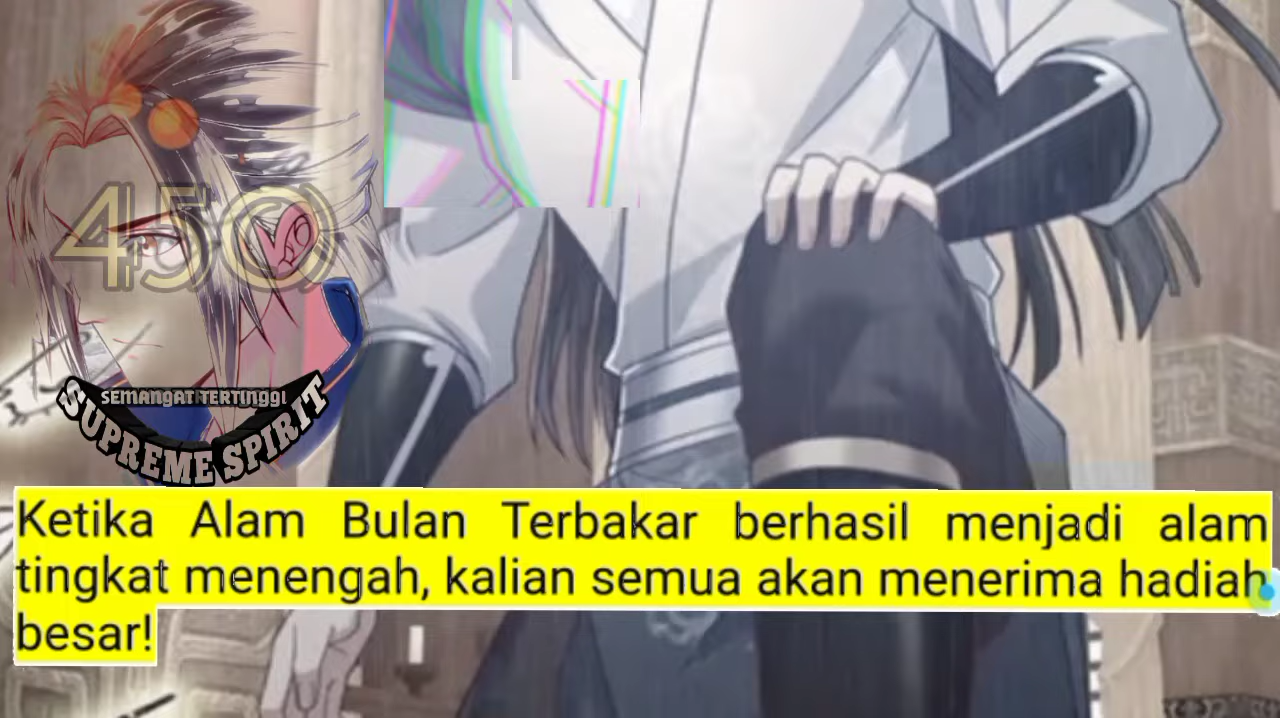 450
SEMANGAT TERTINGGI
SUPREME SPIRIT
Ketika Alam Bulan Terbakar berhasil menjadi alam
tingkat menengah, kalian semua akan menerima hadiah
besar!